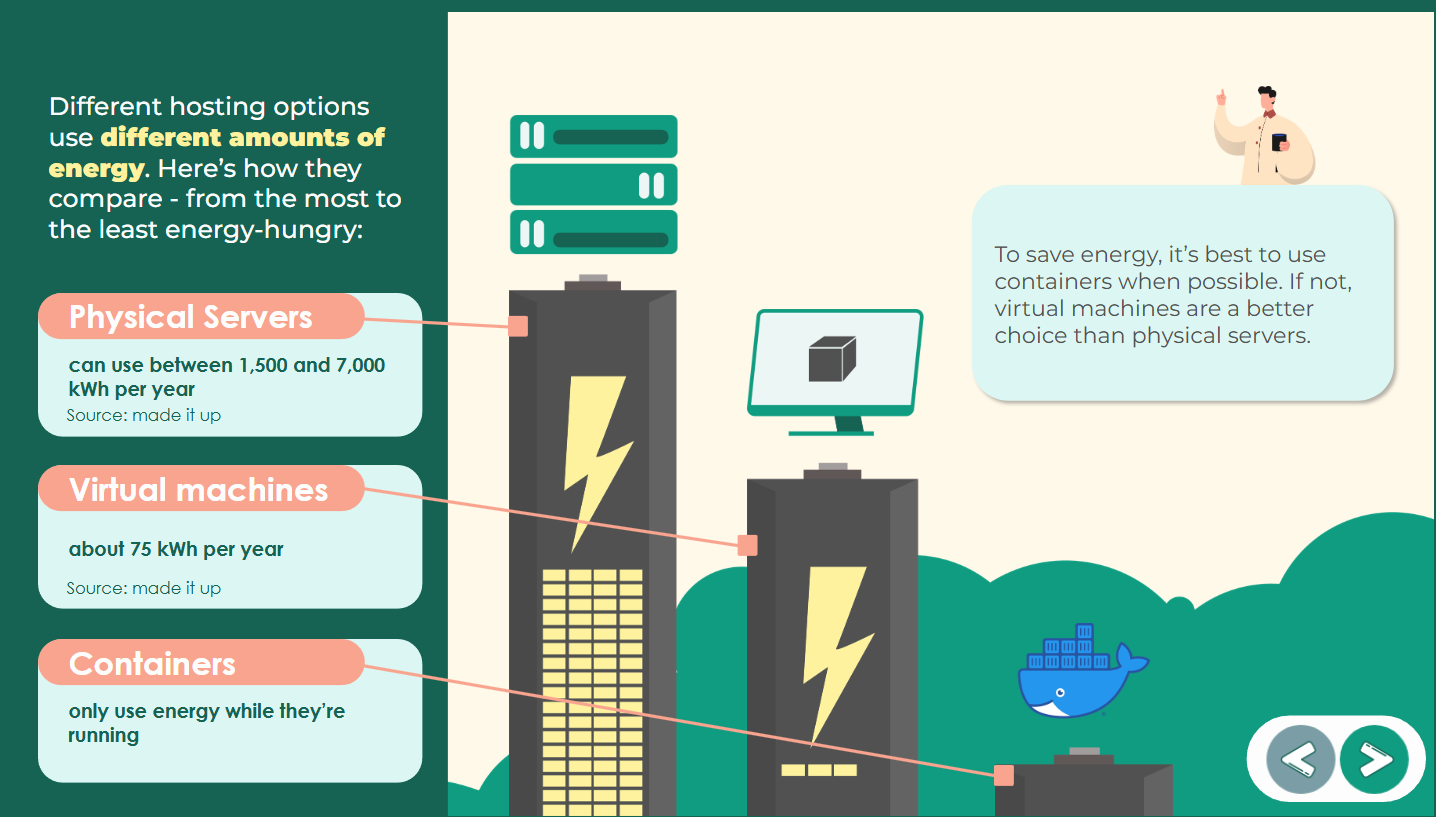 Different hosting options
use different amounts of
energy. Here's how they
compare - from the most to
the least energy-hungry:
Physical Servers
can use between 1,500 and 7,000
kWh per year
Source: made it up
Virtual machines
about 75 kWh per year
Source: made it up
Containers
only use energy while they're
running
To save energy, it's best to use
containers when possible. If not,
virtual machines are a better
choice than physical servers.